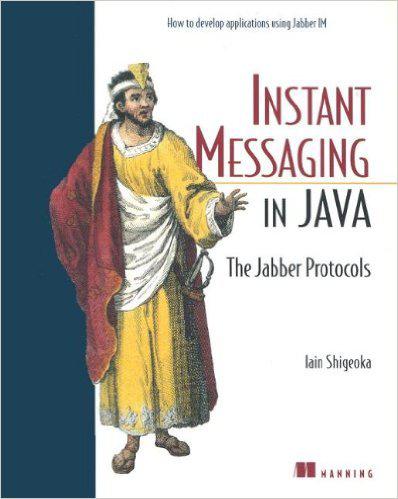 How to develop applications using Jabber IM
INSTANT
MESSAGING
IN JAVA
The Jabber Protocols
Iain Shigeoka
MANNING